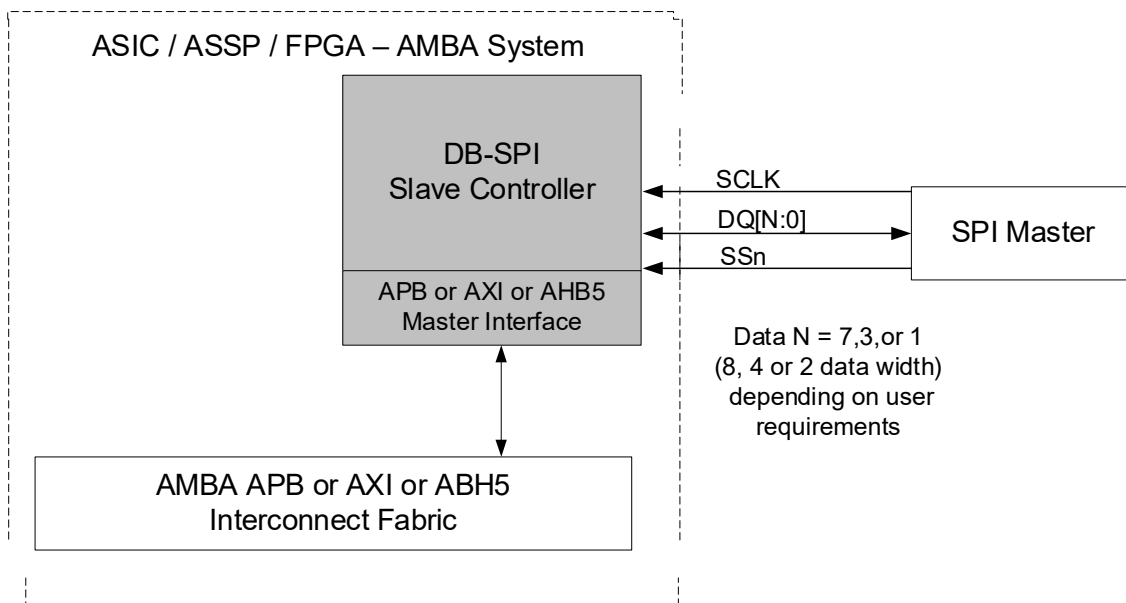 ASIC / ASSP / FPGA – AMBA System
DB-SPI
Slave Controller
APB or AXI or AHB5
Master Interface
SCLK
DQ[N:0]
SSn
SPI Master
Data N = 7,3,or 1
(8, 4 or 2 data width)
depending on user
requirements
AMBA APB or AXI or ABH5
Interconnect Fabric